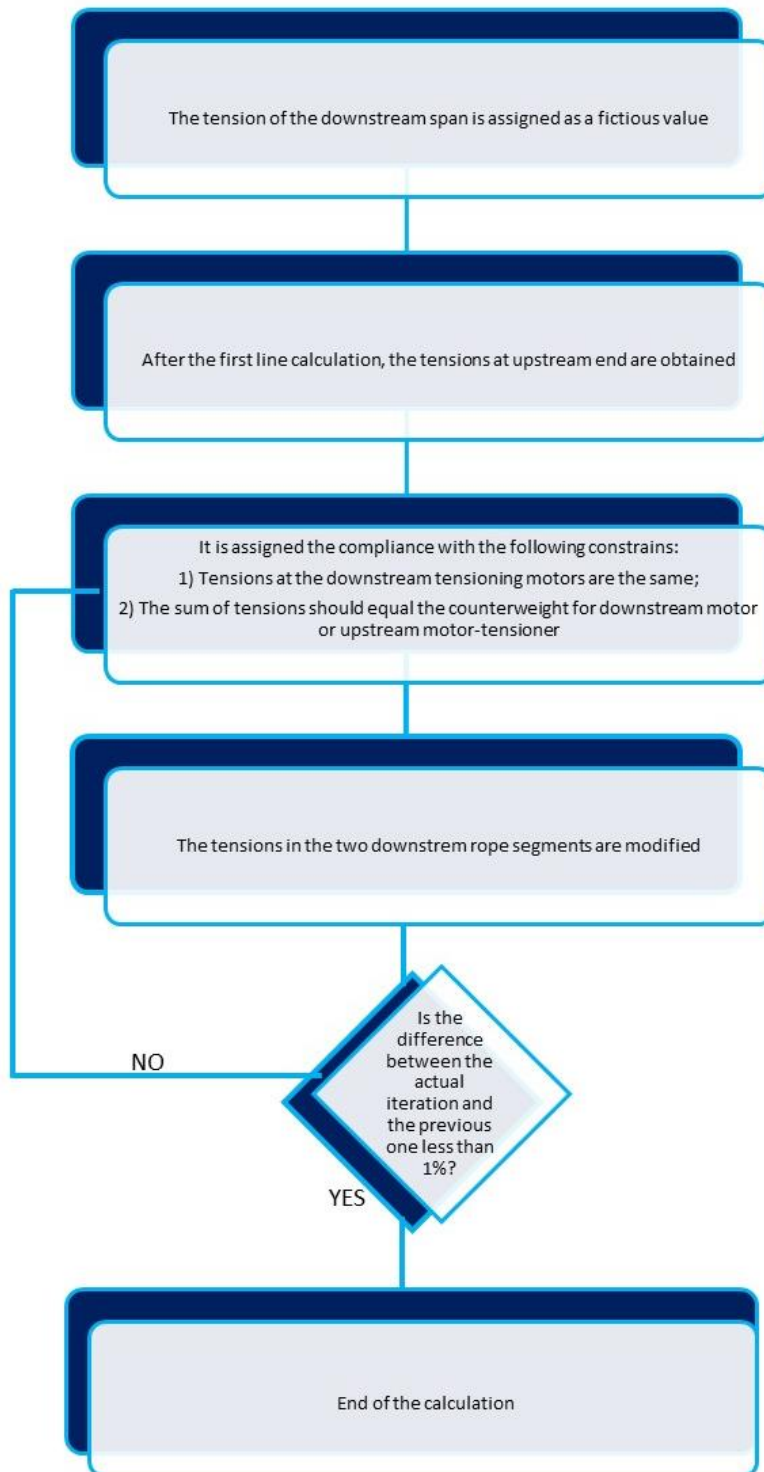 The tension of the downstream span is assigned as a fictious value
After the first line calculation, the tensions at upstream end are obtained
It is assigned the compliance with the following constrains:
1) Tensions at the downstream tensioning motors are the same;
2) The sum of tensions should equal the counterweight for downstream motor
or upstream motor-tensioner
The tensions in the two downstrem rope segments are modified
Is the
difference
between the
actual
iteration and
the previous
one less than
1%?
NO
YES
End of the calculation